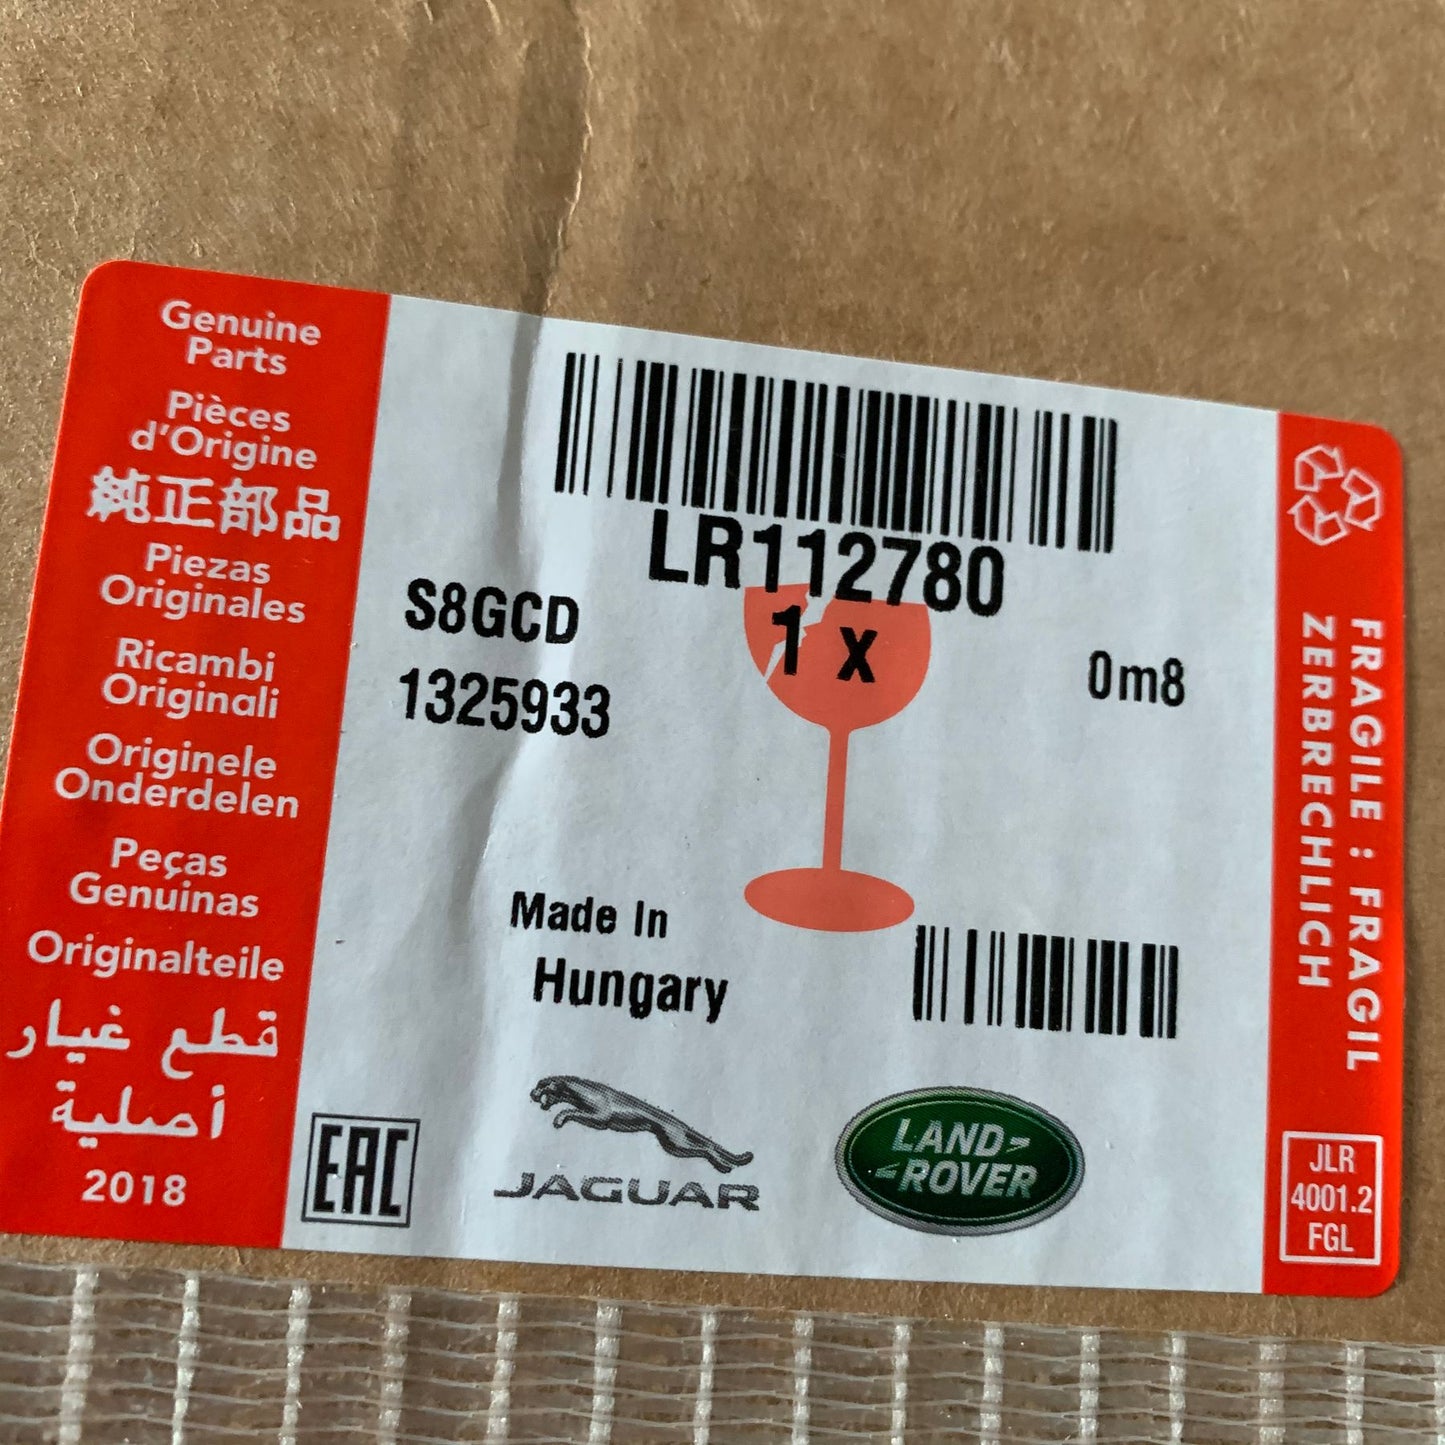 Genuine
Parts
Pièces
d'Origine
純正部品
Piezas
Originales
Ricambi
Originali
Originele
Onderdelen
Peças
Genuinas
Originalteile
قطع غيار
أصلية
2018
LR112780
S8GCD
1 x
0m8
1325933
Made In
Hungary
EAC
JAGUAR
LAND
ROVER
FRAGILE : FRAGIL
ZERBRECHLICH
JLR
4001.2
FGL